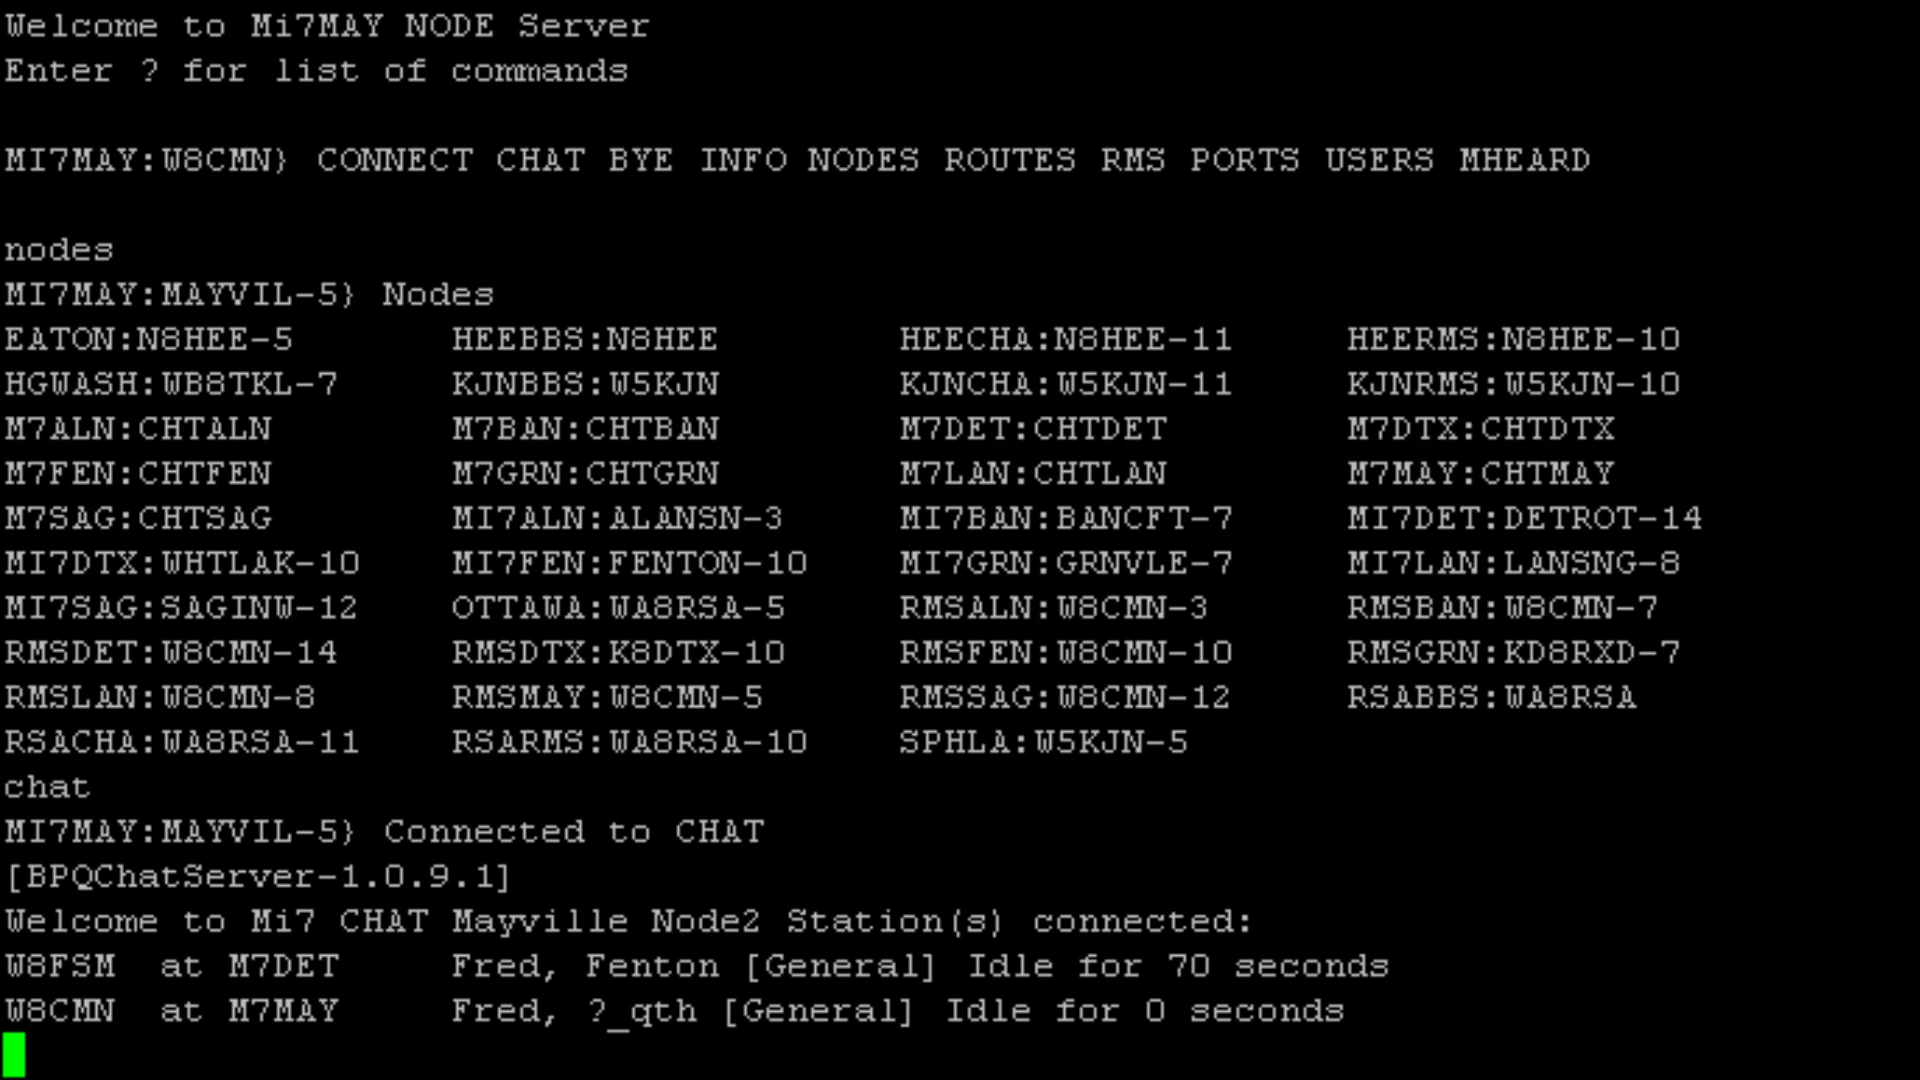 Welcome to Mi7MAY NODE Server
Enter ? for list of commands
MI7MAY:W8CMN} CONNECT CHAT BYE INFO NODES ROUTES RMS PORTS USERS MHEARD
nodes
MI7MAY:MAYVIL-5} Nodes
EATON:N8HEE-5 HEEBBS:N8HEE HEECHA:N8HEE-11 HEERMS:N8HEE-10
HGWASH:WB8TKL-7 KJNBBS:W5KJN KJNCHA:W5KJN-11 KJNRMS:W5KJN-10
M7ALN:CHTALN M7BAN:CHTBAN M7DET:CHTDET M7DTX:CHTDTX
M7FEN:CHTFEN M7GRN:CHTGRN M7LAN:CHTLAN M7MAY:CHTMAY
M7SAG:CHTSAG MI7ALN:ALANSN-3 MI7BAN:BANCFT-7 MI7DET:DETROT-14
MI7DTX:WHTLAK-10 MI7FEN:FENTON-10 MI7GRN:GRNVLE-7 MI7LAN:LANSNG-8
MI7SAG:SAGINW-12 OTTAWA:WA8RSA-5 RMSALN:W8CMN-3 RMSBAN:W8CMN-7
RMSDET:W8CMN-14 RMSDTX:K8DTX-10 RMSFEN:W8CMN-10 RMSGRN:KD8RXD-7
RMSLAN:W8CMN-8 RMSMAY:W8CMN-5 RMSSAG:W8CMN-12 RSABBS:WA8RSA
RSACHA:WA8RSA-11 RSARMS:WA8RSA-10 SPHLA:W5KJN-5
chat
MI7MAY:MAYVIL-5} Connected to CHAT
[BPQChatServer-1.0.9.1]
Welcome to Mi7 CHAT Mayville Node2 Station(s) connected:
W8FSM at M7DET Fred, Fenton [General] Idle for 70 seconds
W8CMN at M7MAY Fred, ?_qth [General] Idle for 0 seconds